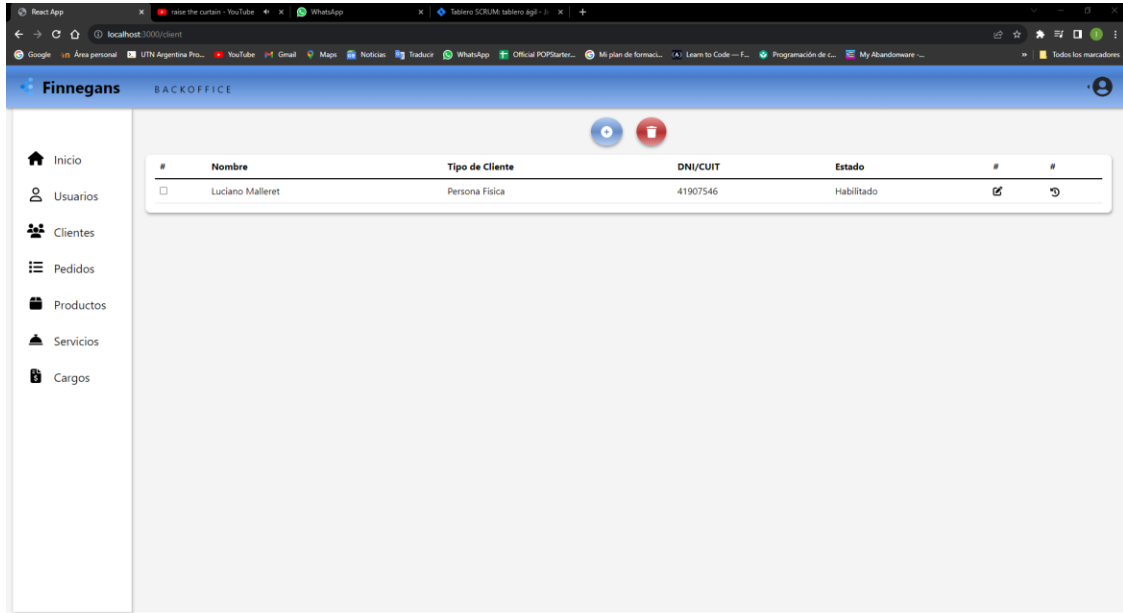 React App
raise the curtain - YouTube
WhatsApp
Tablero SCRUM: tablero ágil - Ji
localhost:3000/client
Google
Área personal
UTN Argentina Pro...
YouTube
Gmail
Maps
Noticias
Traducir
WhatsApp
Official POPStarter...
Mi plan de formaci...
Learn to Code — F...
Programación de c...
My Abandonware -...
»
Todos los marcadores
Finnegans
BACKOFFICE
Inicio
Usuarios
Clientes
Pedidos
Productos
Servicios
Cargos
# Nombre Tipo de Cliente DNI/CUIT Estado # #
Luciano Malleret Persona Fisica 41907546 Habilitado